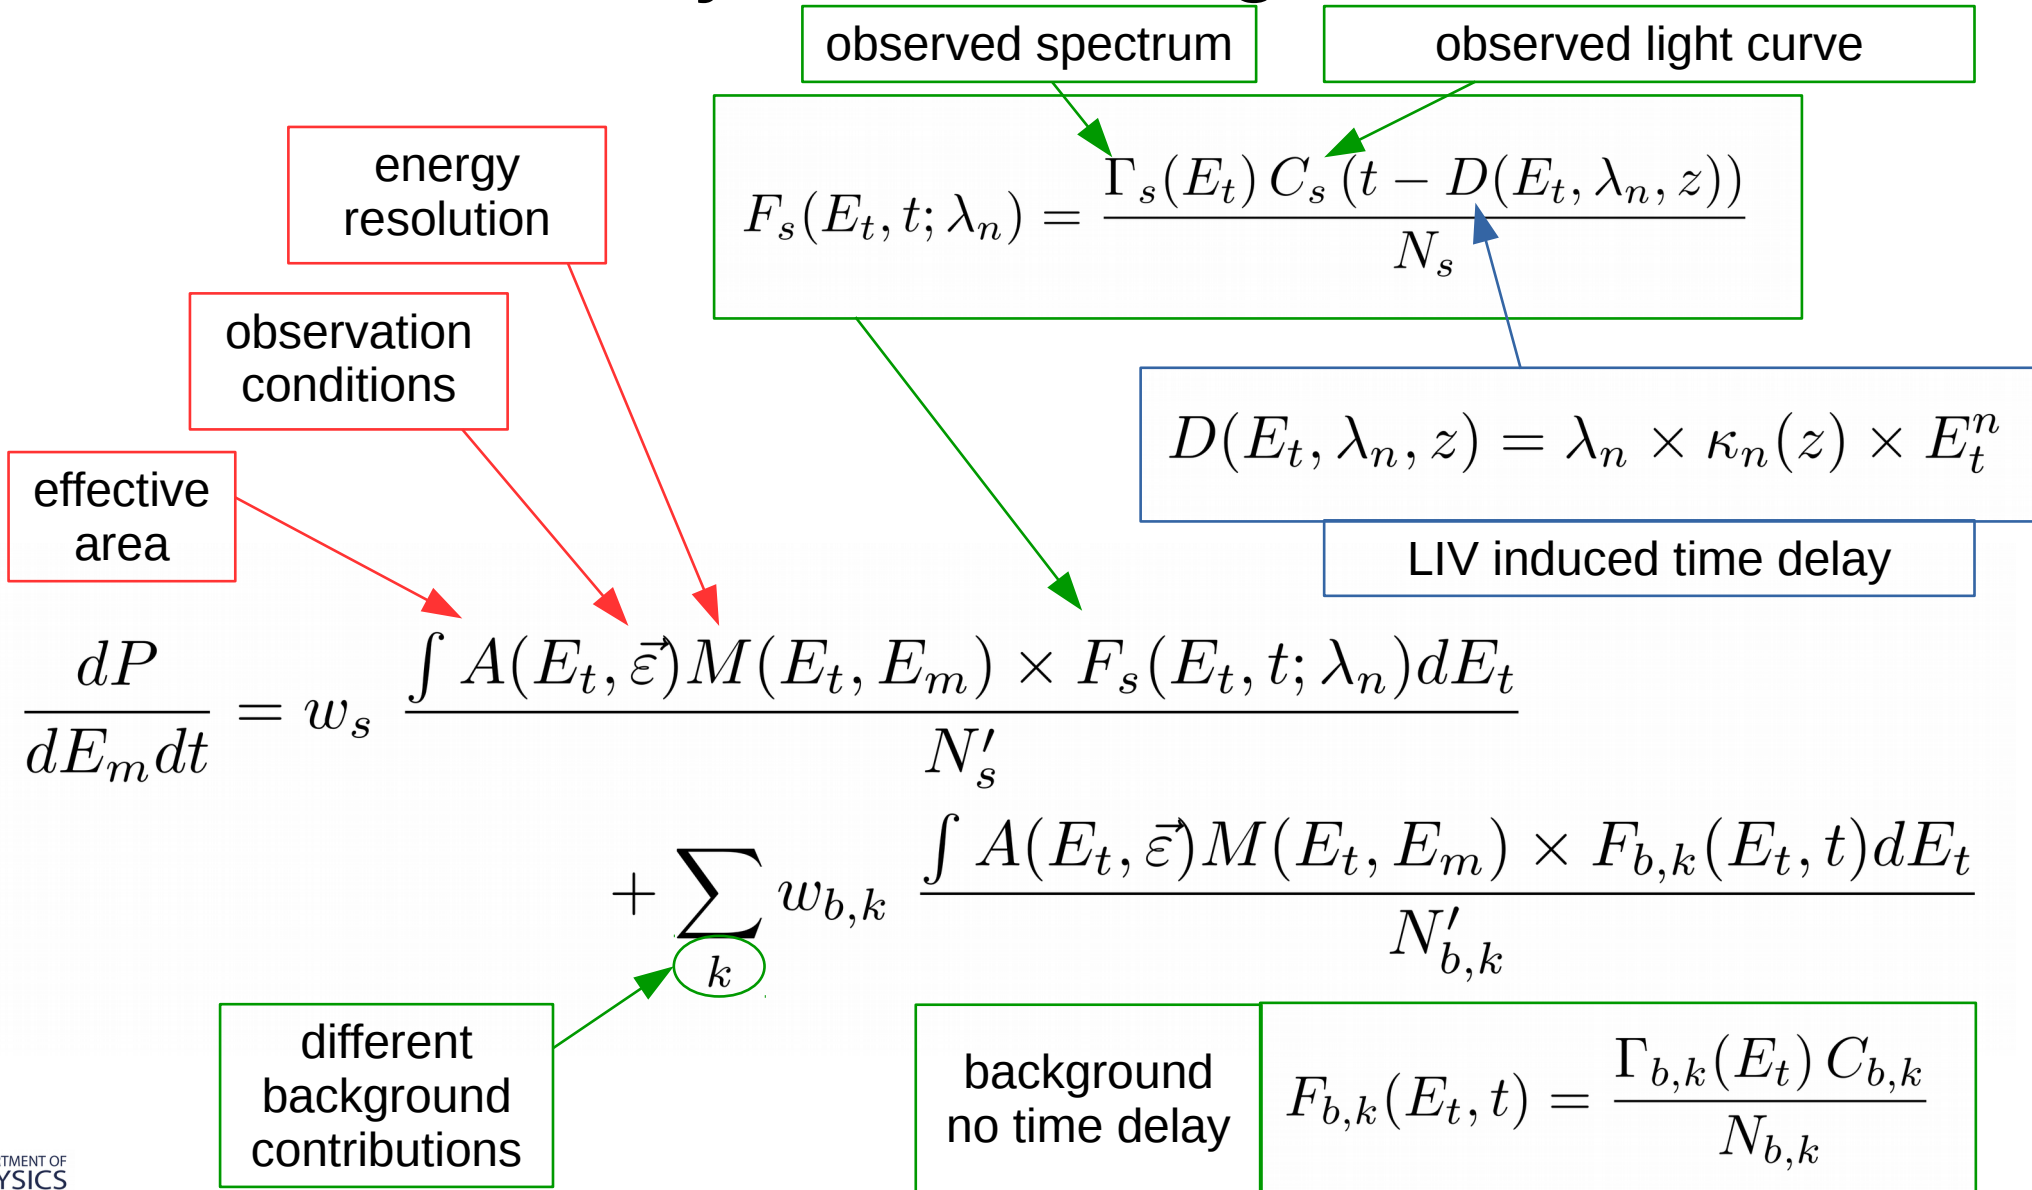 observed spectrum
observed light curve
energy
resolution
F_s(E_t, t; λ_n) = Γ_s(E_t) C_s (t − D(E_t, λ_n, z)) / N_s
observation
conditions
D(E_t, λ_n, z) = λ_n × κ_n(z) × E_t^n
effective
area
LIV induced time delay
dP / dE_m dt = w_s ∫ A(E_t, ε⃗)M(E_t, E_m) × F_s(E_t, t; λ_n)dE_t / N′_s
+ ∑_k w_{b,k} ∫ A(E_t, ε⃗)M(E_t, E_m) × F_{b,k}(E_t, t)dE_t / N′_{b,k}
different
background
contributions
background
no time delay
F_{b,k}(E_t, t) = Γ_{b,k}(E_t) C_{b,k} / N_{b,k}